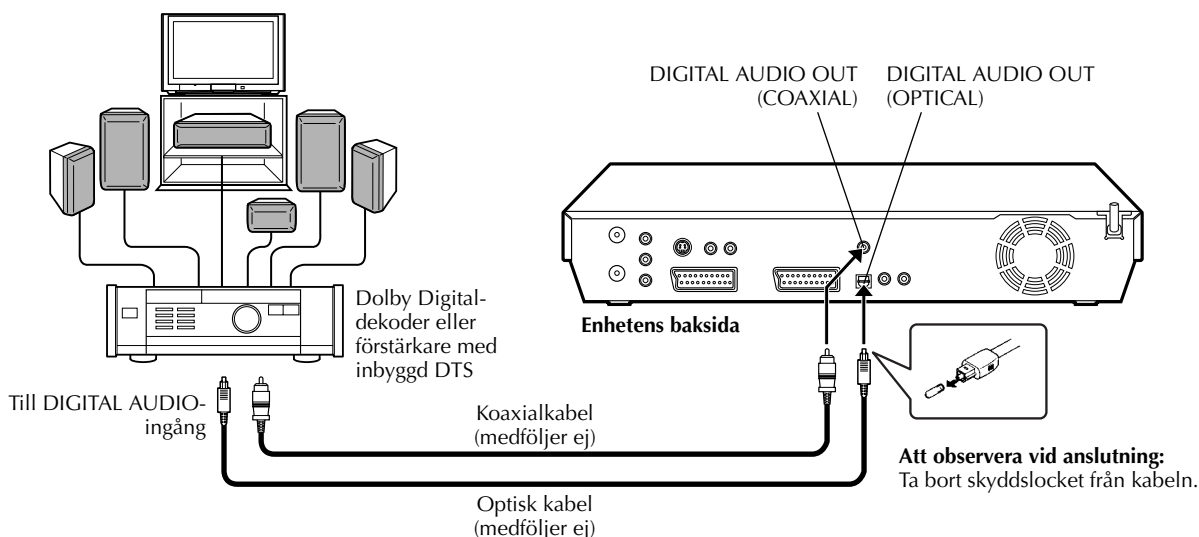 DIGITAL AUDIO OUT
(COAXIAL)
DIGITAL AUDIO OUT
(OPTICAL)
Enhetens baksida
Dolby Digital-
dekoder eller
förstärkare med
inbyggd DTS
Till DIGITAL AUDIO-
ingång
Koaxialkabel
(medföljer ej)
Att observera vid anslutning:
Ta bort skyddslocket från kabeln.
Optisk kabel
(medföljer ej)